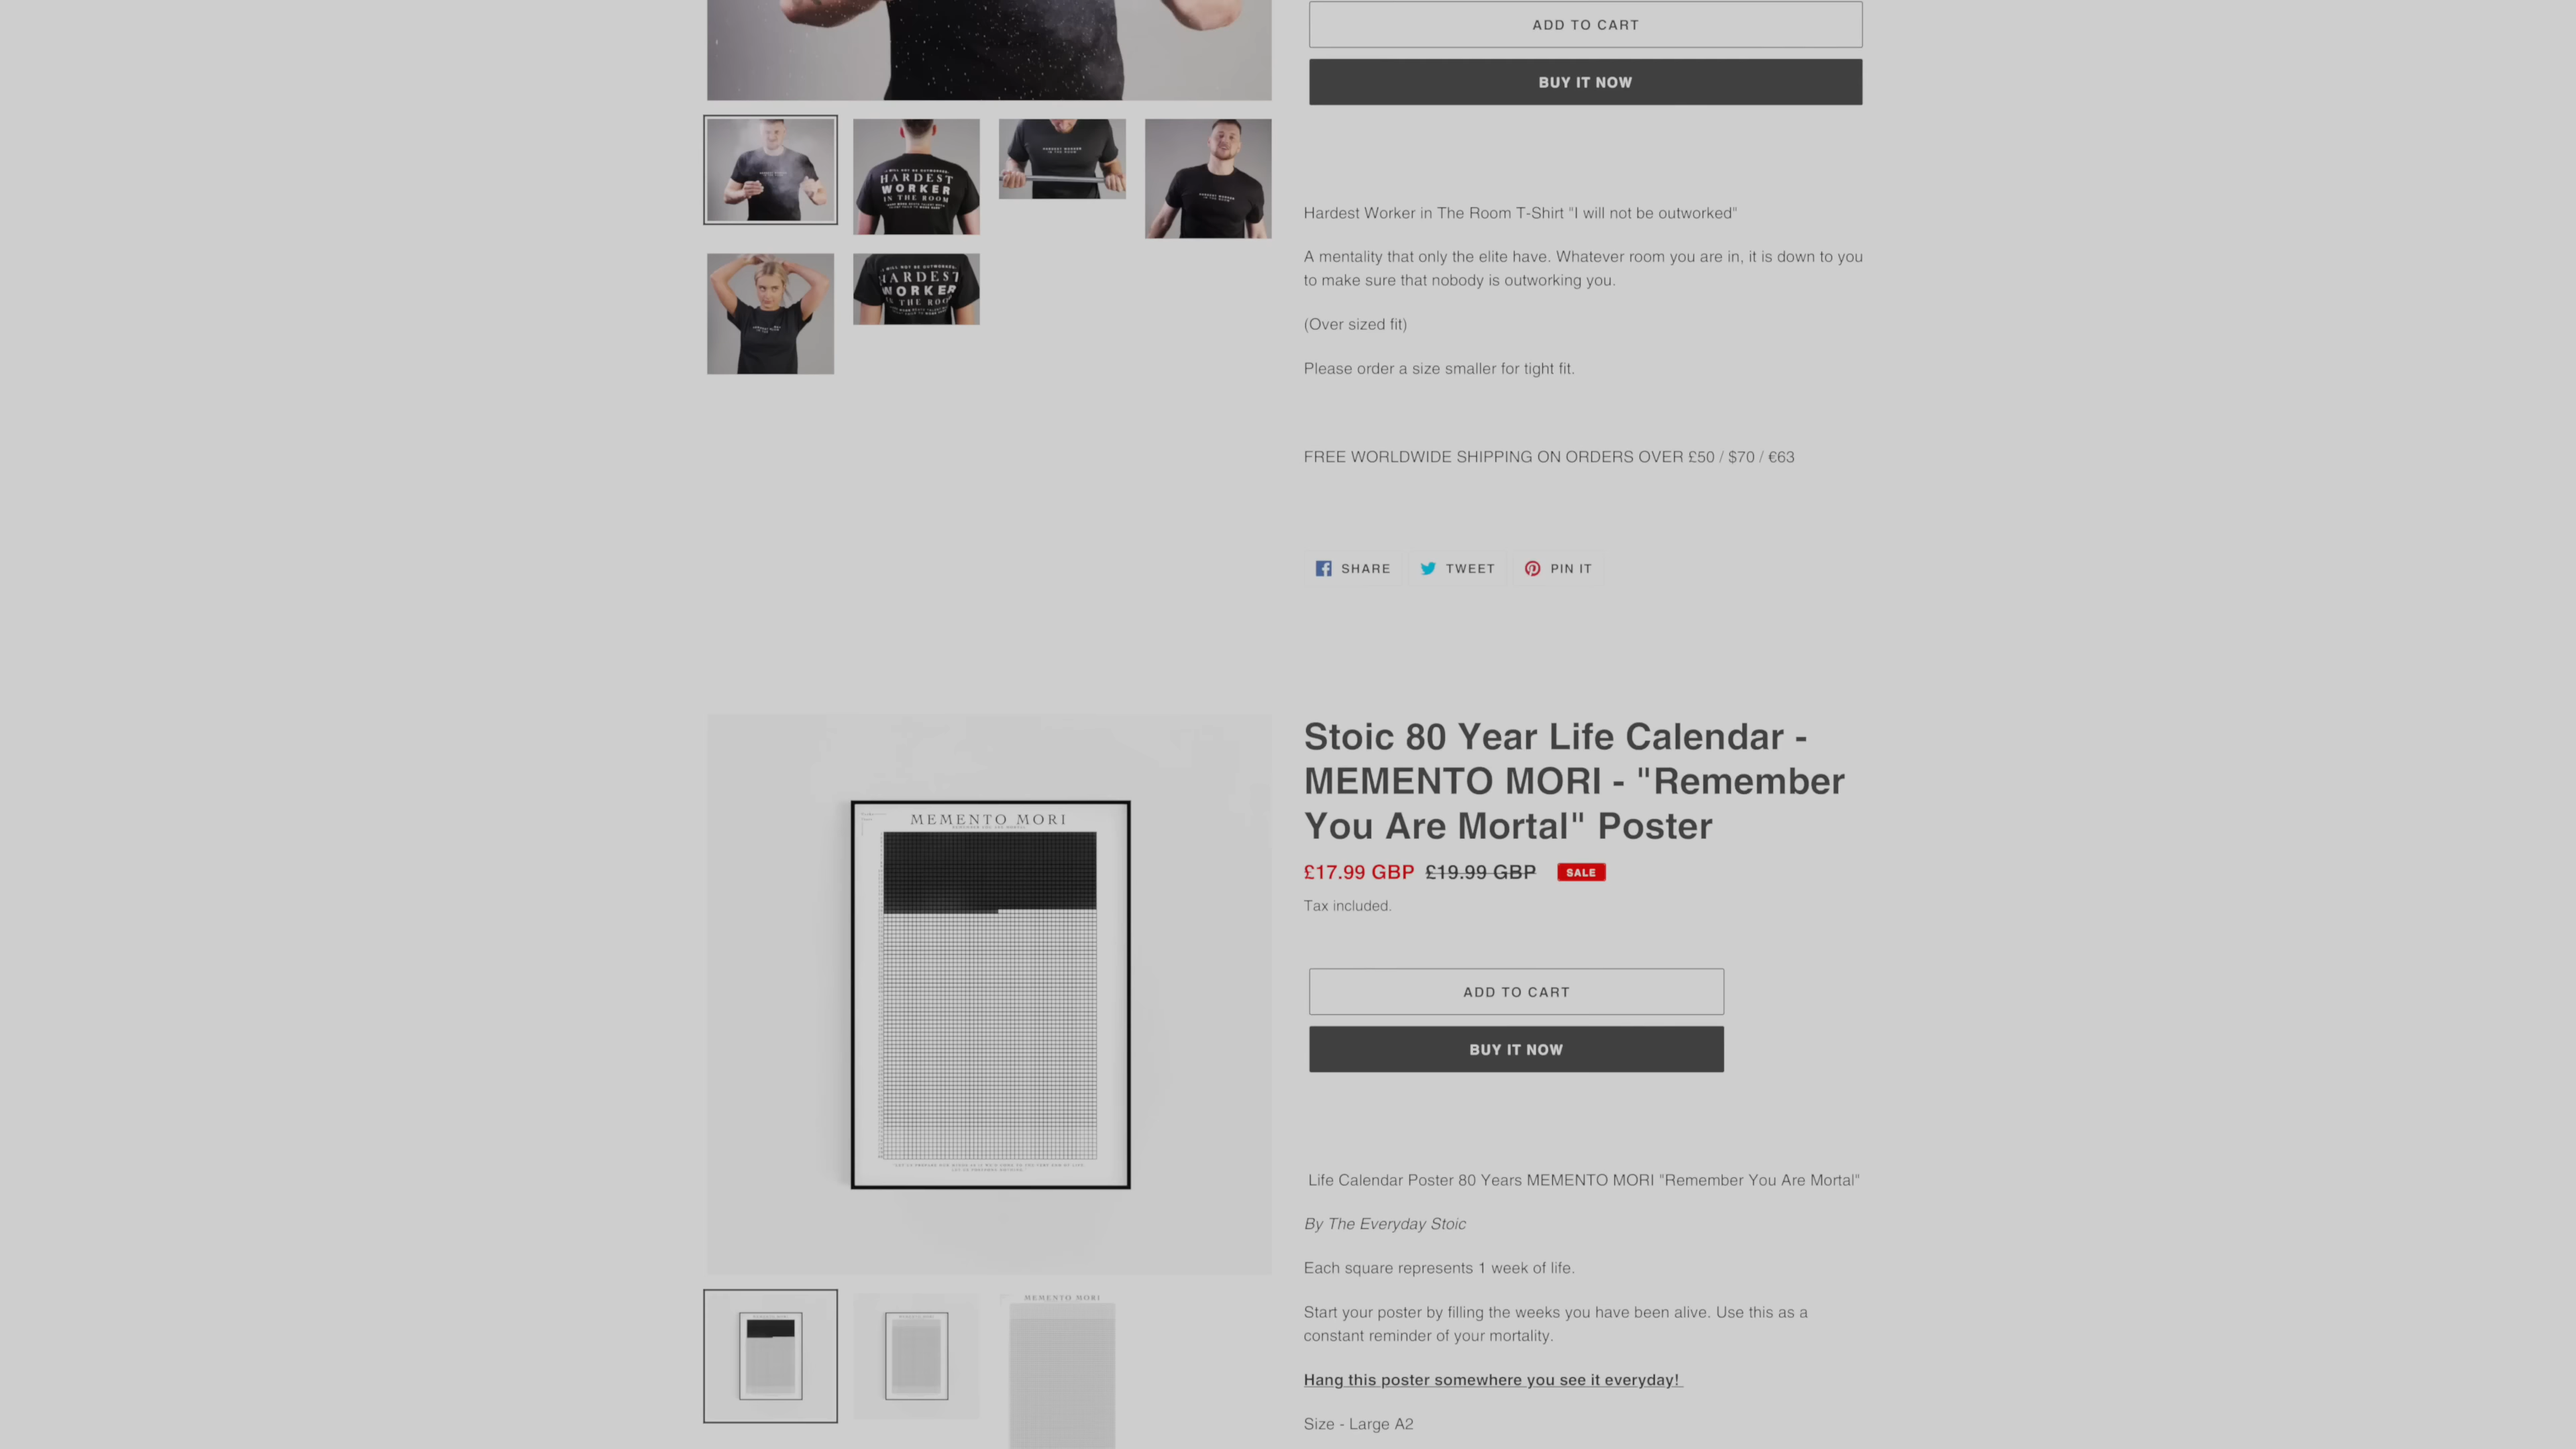 ADD TO CART
BUY IT NOW
HARDEST
WORKER
IN THE ROOM
HARDEST
WORKER
IN THE ROO
Hardest Worker in The Room T-Shirt "I will not be outworked"
A mentality that only the elite have. Whatever room you are in, it is down to you
to make sure that nobody is outworking you.
(Over sized fit)
Please order a size smaller for tight fit.
FREE WORLDWIDE SHIPPING ON ORDERS OVER £50 / $70 / €63
SHARE TWEET PIN IT
MEMENTO MORI
Stoic 80 Year Life Calendar -
MEMENTO MORI - "Remember
You Are Mortal" Poster
£17.99 GBP £19.99 GBP SALE
Tax included.
ADD TO CART
BUY IT NOW
Life Calendar Poster 80 Years MEMENTO MORI "Remember You Are Mortal"
By The Everyday Stoic
Each square represents 1 week of life.
Start your poster by filling the weeks you have been alive. Use this as a
constant reminder of your mortality.
Hang this poster somewhere you see it everyday!
Size - Large A2
MEMENTO MORI